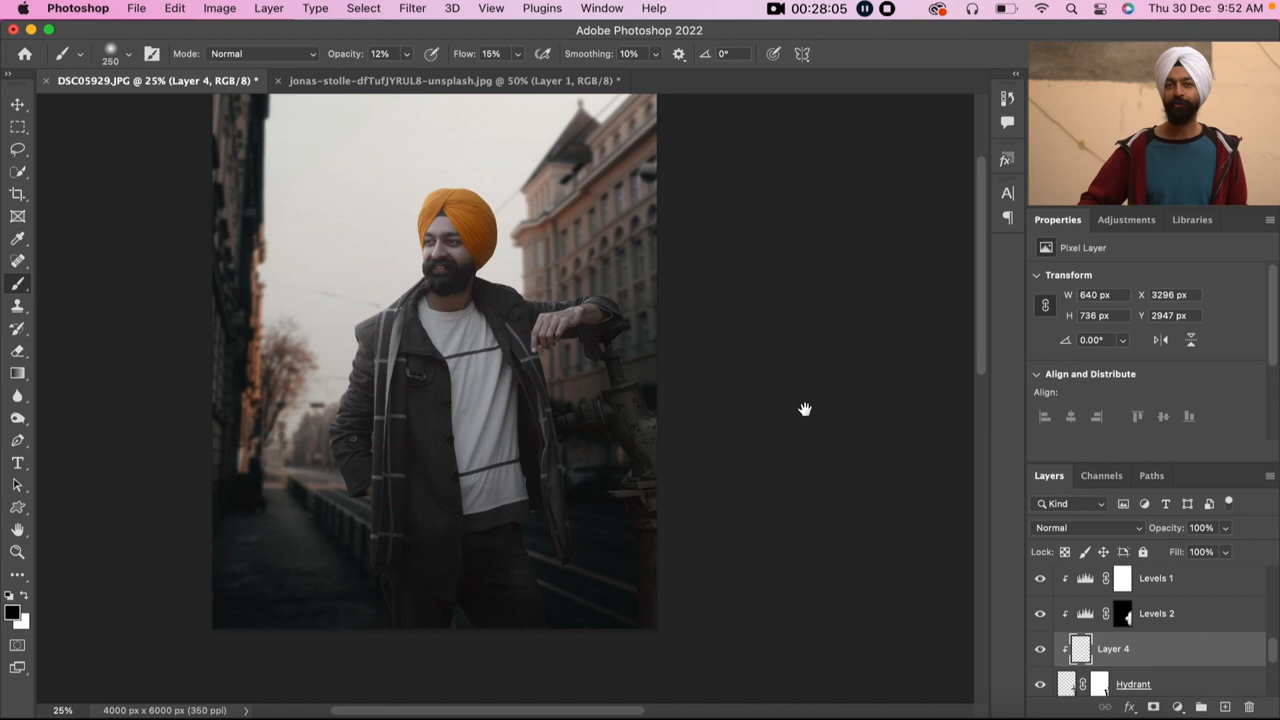 Photoshop File Edit Image Layer Type Select Filter 3D View Plugins Window Help 28:05 Thu 30 Dec 9:52 AM
Adobe Photoshop 2022
250 Mode: Normal Opacity: 12% Flow: 15% Smoothing: 10% 0°
× DSC05929.JPG @ 25% (Layer 4, RGB/8) * × jonas-stolle-dfTufJYRUL8-unsplash.jpg @ 50% (Layer 1, RGB/8) *
Properties Adjustments Libraries
Pixel Layer
Transform
W 640 px X 3296 px
H 736 px Y 2947 px
0.00°
Align and Distribute
Align:
Layers Channels Paths
Kind
Normal Opacity: 100%
Lock: Fill: 100%
Levels 1
Levels 2
Layer 4
Hydrant
25% 4000 px x 6000 px (350 ppi)